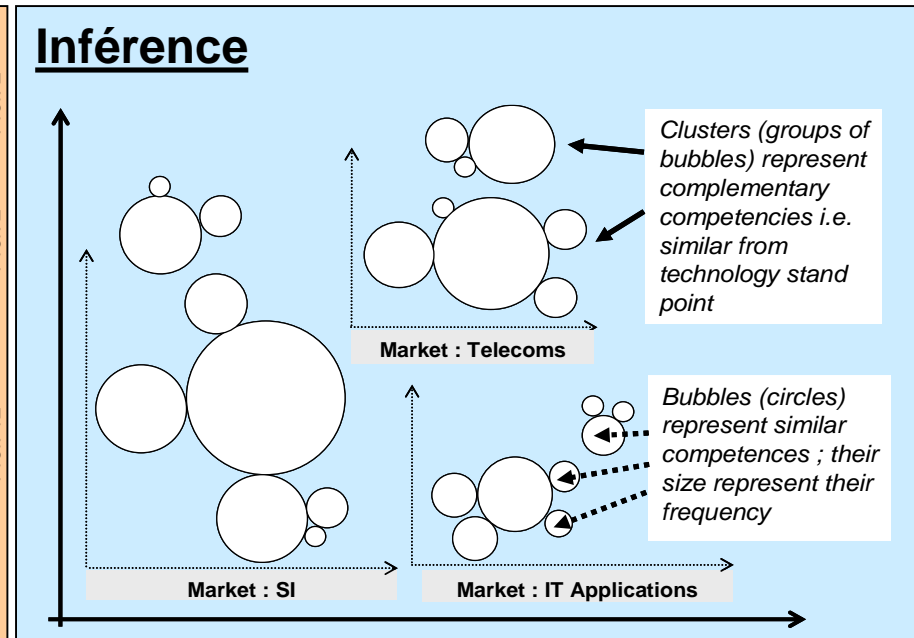 Inférence
Clusters (groups of
bubbles) represent
complementary
competencies i.e.
similar from
technology stand
point
Market : Telecoms
Bubbles (circles)
represent similar
competences ; their
size represent their
frequency
Market : SI
Market : IT Applications